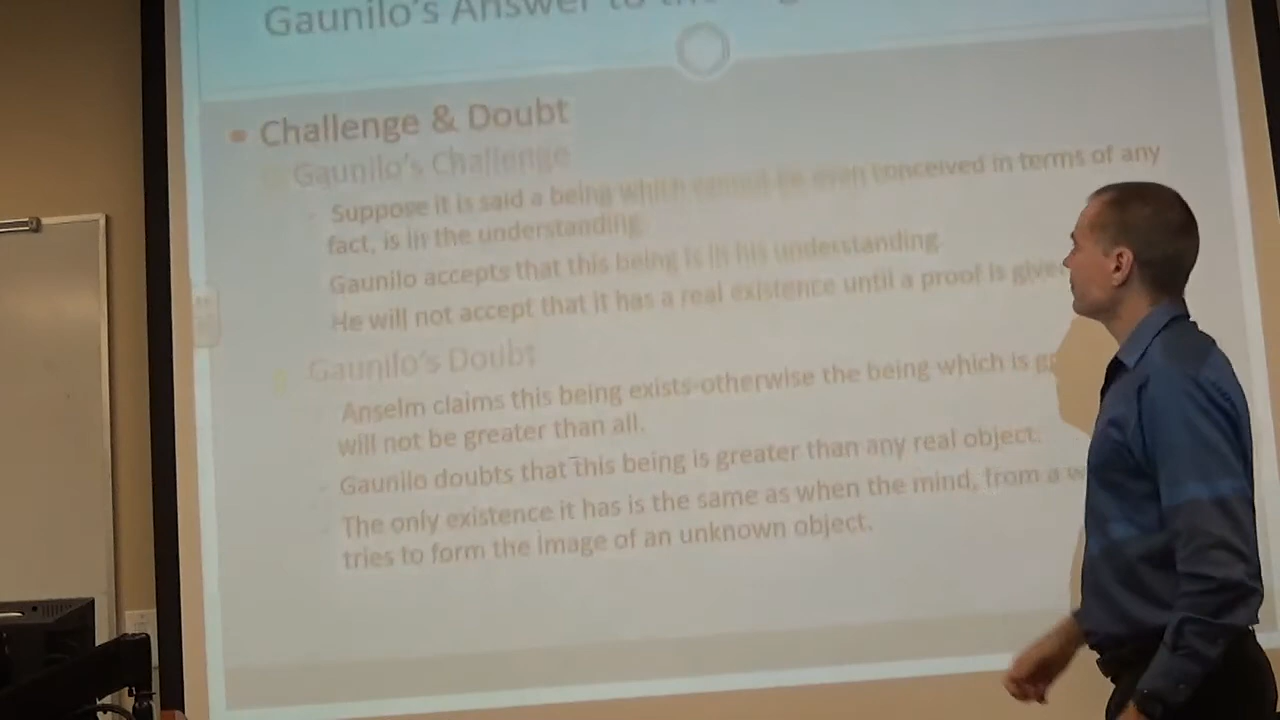 Gaunilo's Answer to the
Challenge & Doubt
Gaunilo's Challenge
Suppose it is said a being which cannot be even conceived in terms of any
fact, is in the understanding.
Gaunilo accepts that this being is in his understanding.
He will not accept that it has a real existence until a proof is
Gaunilo's Doubt
Anselm claims this being exists-otherwise the being which is
will not be greater than all.
Gaunilo doubts that this being is greater than any real object.
The only existence it has is the same as when the mind, from a
tries to form the image of an unknown object.